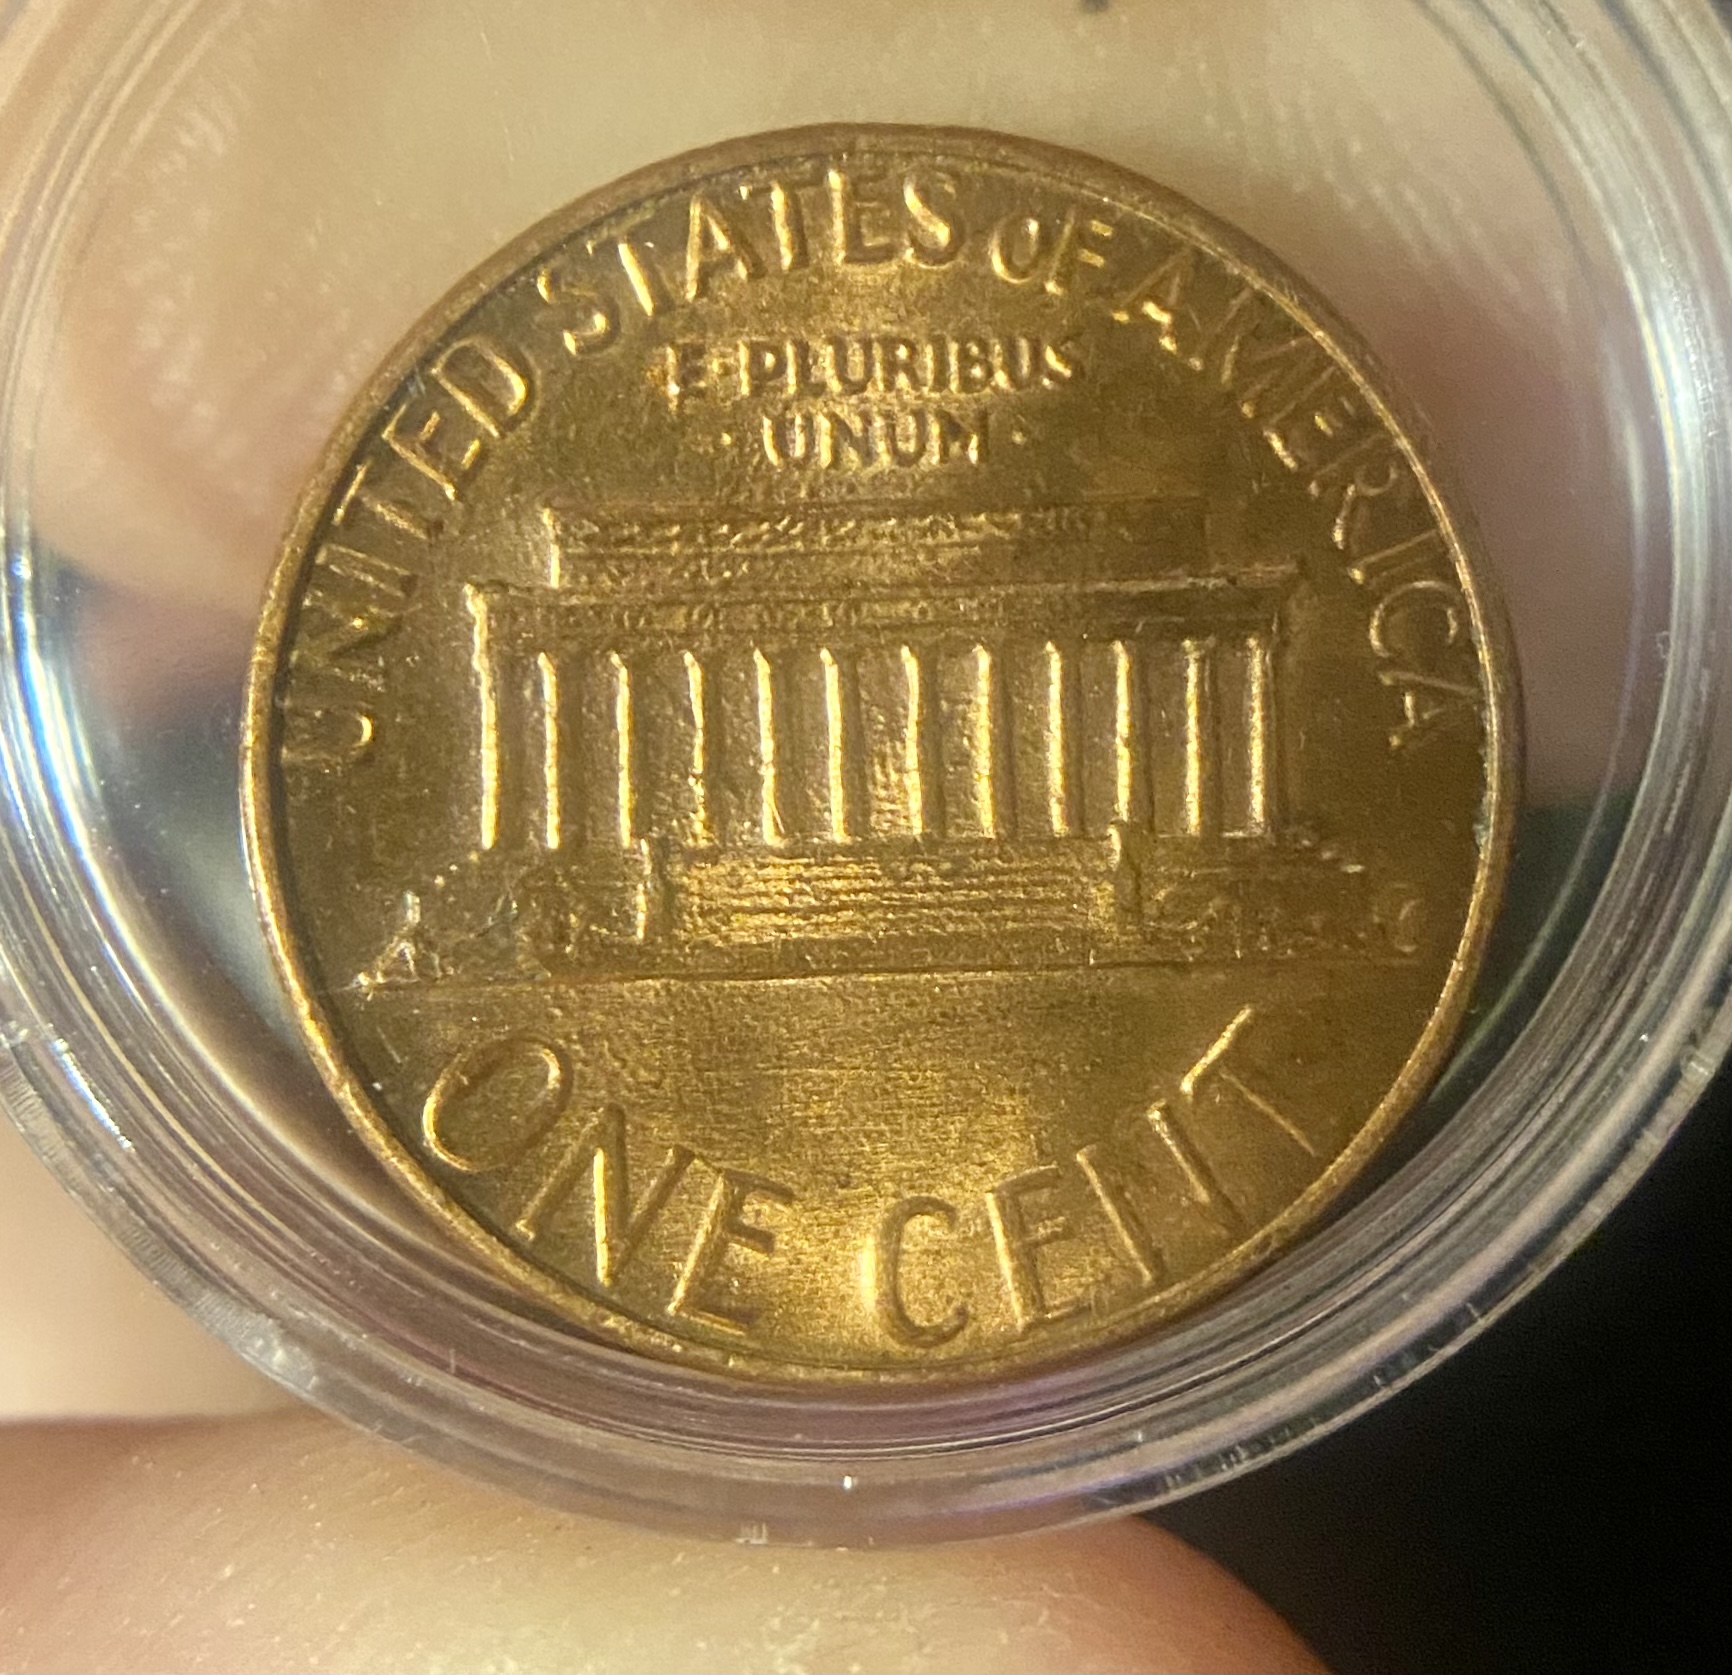 UNITED STATES OF AMERICA
E·PLURIBUS
·UNUM·
ONE CENT